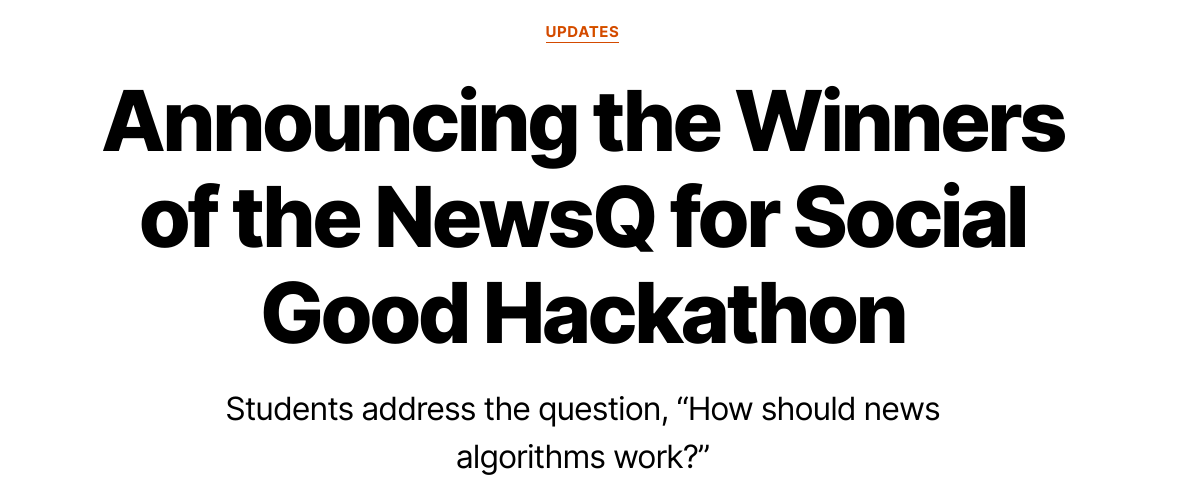 UPDATES
Announcing the Winners
of the NewsQ for Social
Good Hackathon
Students address the question, “How should news
algorithms work?”